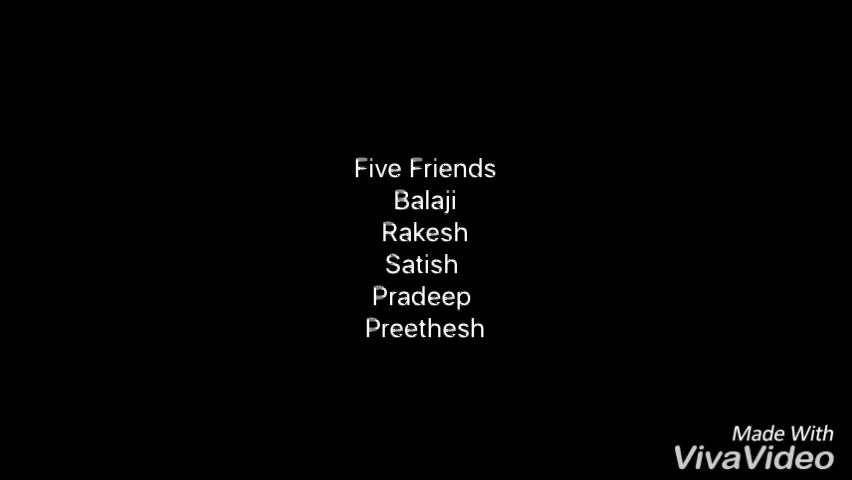 Five Friends
Balaji
Rakesh
Satish
Pradeep
Preethesh
Made With
VivaVideo